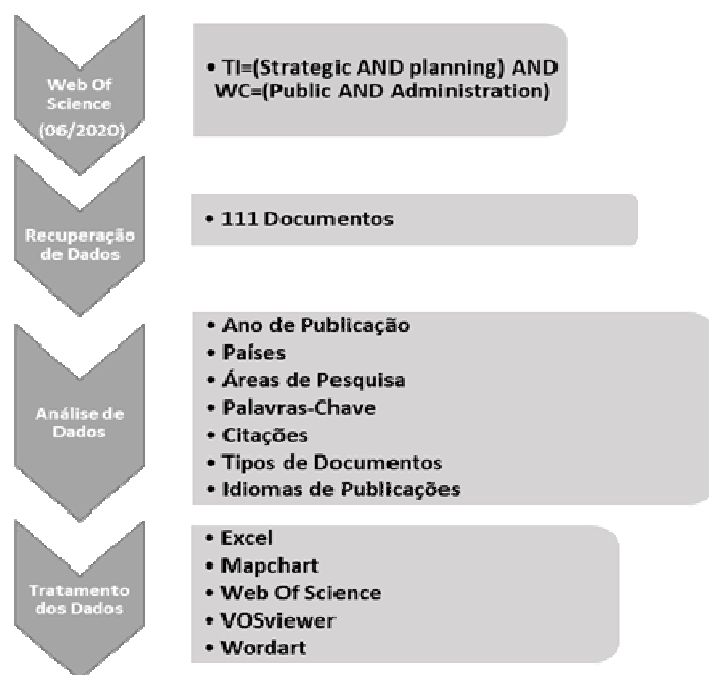 Web Of
Science
(06/2020)
• TI=(Strategic AND planning) AND
WC=(Public AND Administration)
Recuperação
de Dados
• 111 Documentos
Análise de
Dados
• Ano de Publicação
• Países
• Áreas de Pesquisa
• Palavras-Chave
• Citações
• Tipos de Documentos
• Idiomas de Publicações
Tratamento
dos Dados
• Excel
• Mapchart
• Web Of Science
• VOSviewer
• Wordart